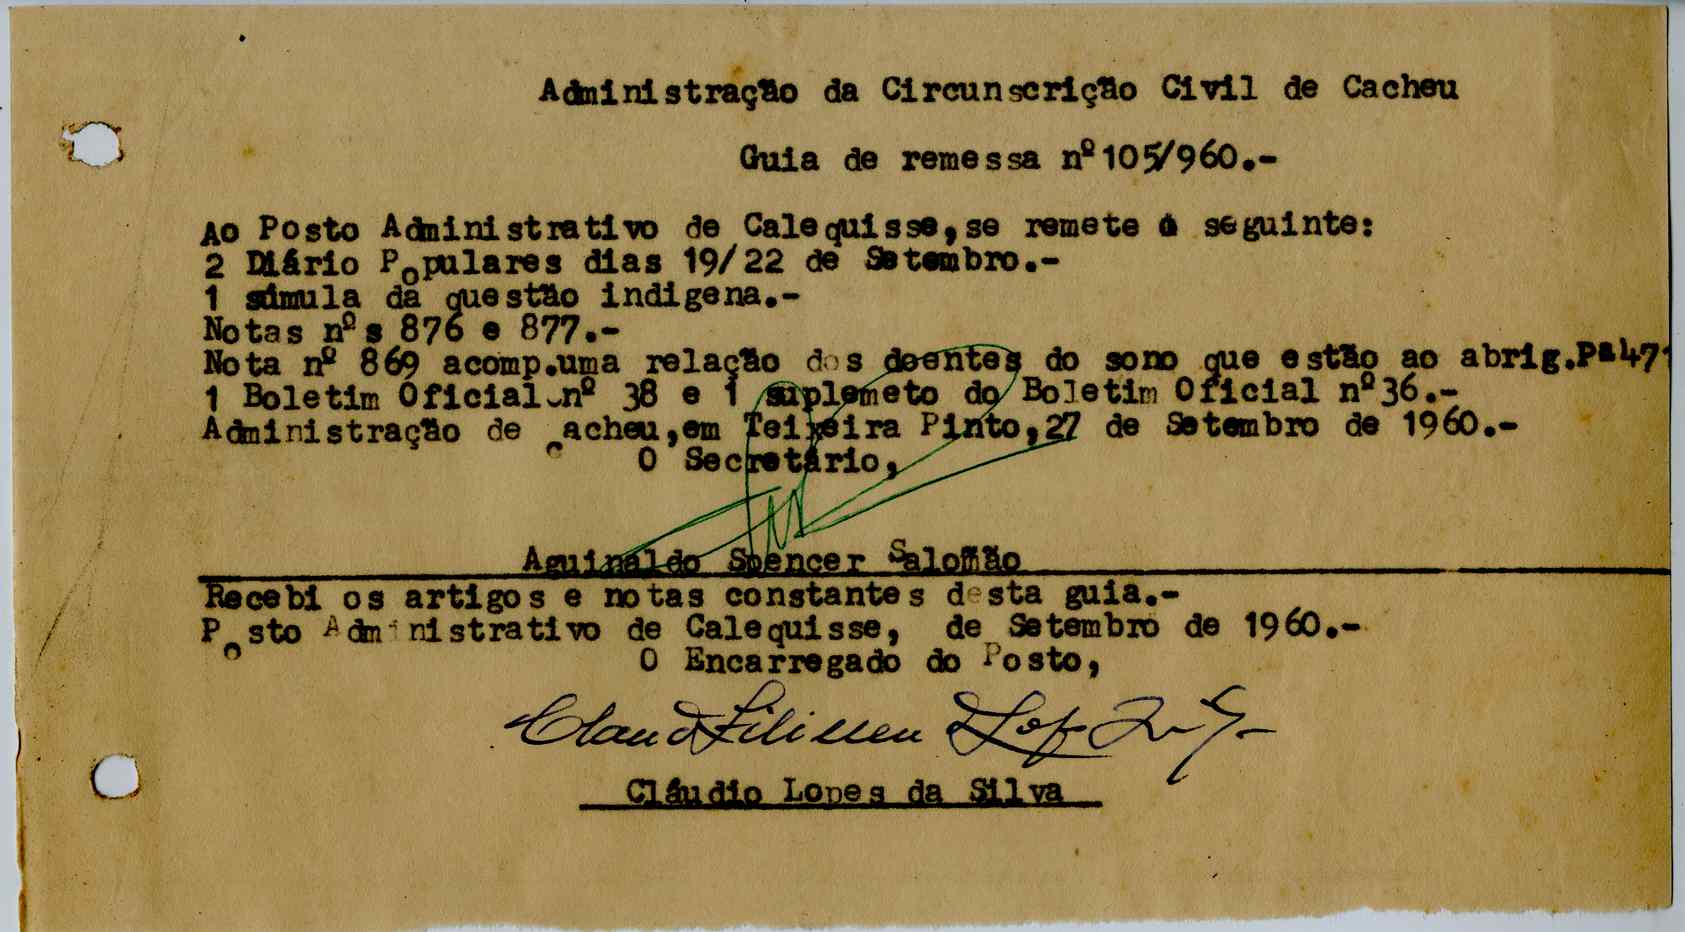 Administração da Circunscrição Civil de Cacheu
Guia de remessa nº105/960.-
Ao Posto Administrativo de Calequisse,se remete o seguinte:
2 Diário Populares dias 19/22 de Setembro.-
1 súmula da questão indigena.-
Notas nºs 876 e 877.-
Nota nº 869 acomp.uma relação dos doentes do sono que estão ao abrig.Pª471
1 Boletim Oficial nº 38 e 1 suplemeto do Boletim Oficial nº36.-
Administração de Cacheu,em Teixeira Pinto,27 de Setembro de 1960.-
O Secretário,
Aguinaldo Spencer Salomão
Recebi os artigos e notas constantes desta guia.-
Posto Administrativo de Calequisse, de Setembro de 1960.-
O Encarregado do Posto,
Cláudio Lopes da Silva